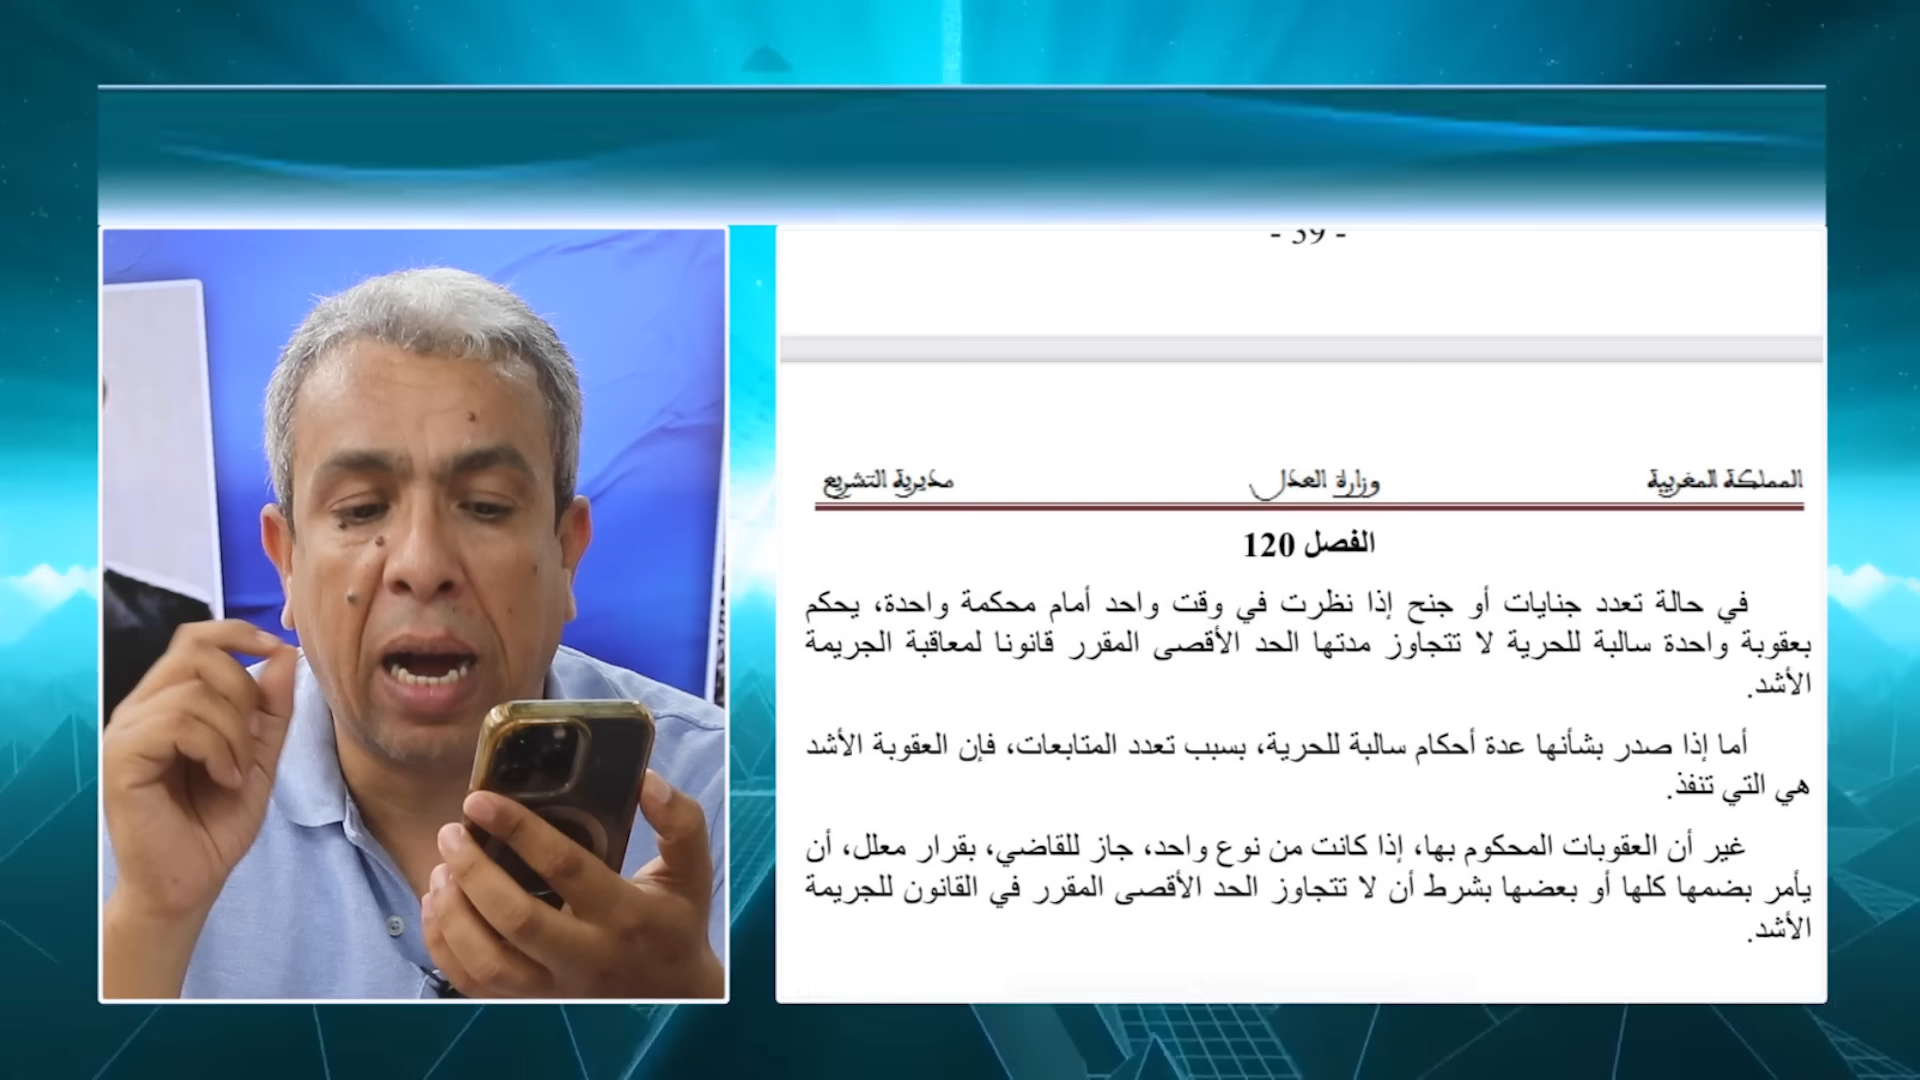 - 39 -
المملكة المغربية وزارة العدل مديرية التشريع
الفصل 120
في حالة تعدد جنايات أو جنح إذا نظرت في وقت واحد أمام محكمة واحدة، يحكم
بعقوبة واحدة سالبة للحرية لا تتجاوز مدتها الحد الأقصى المقرر قانونا لمعاقبة الجريمة
الأشد.
أما إذا صدر بشأنها عدة أحكام سالبة للحرية، بسبب تعدد المتابعات، فإن العقوبة الأشد
هي التي تنفذ.
غير أن العقوبات المحكوم بها، إذا كانت من نوع واحد، جاز للقاضي، بقرار معلل، أن
يأمر بضمها كلها أو بعضها بشرط أن لا تتجاوز الحد الأقصى المقرر في القانون للجريمة
الأشد.